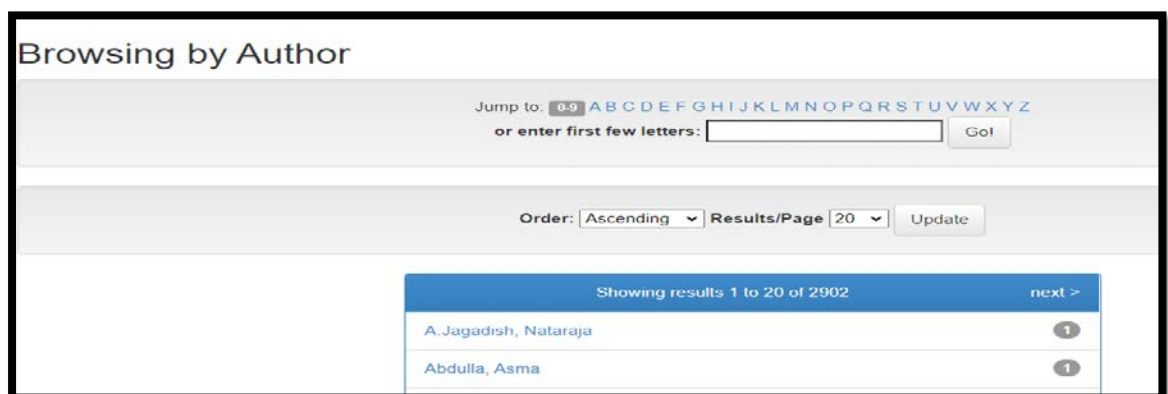 Browsing by Author
Jump to: 0-9 A B C D E F G H I J K L M N O P Q R S T U V W X Y Z
or enter first few letters: Go!
Order: Ascending Results/Page 20 Update
Showing results 1 to 20 of 2902 next >
A.Jagadish, Nataraja 1
Abdulla, Asma 1